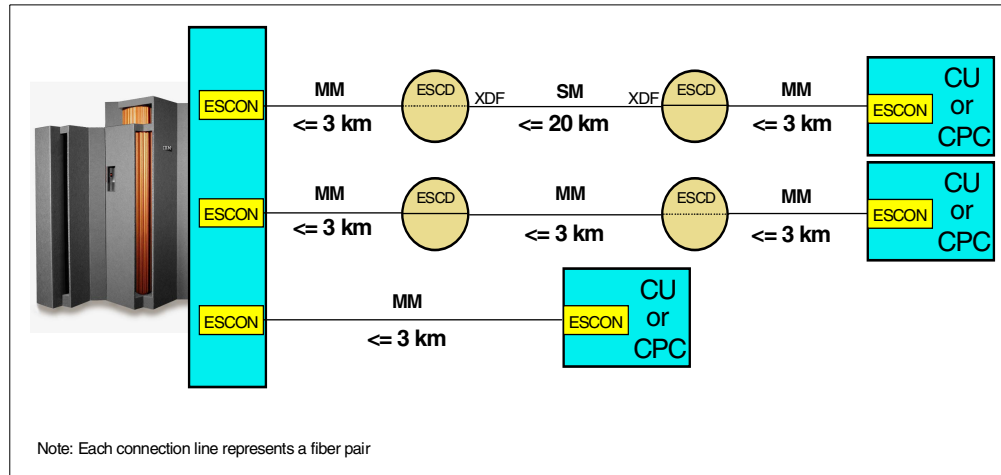 ESCON
MM
<= 3 km
ESCD
XDF
SM
<= 20 km
XDF
ESCD
MM
<= 3 km
ESCON
CU
or
CPC
ESCON
MM
<= 3 km
ESCD
MM
<= 3 km
ESCD
MM
<= 3 km
ESCON
CU
or
CPC
ESCON
MM
<= 3 km
ESCON
CU
or
CPC
Note: Each connection line represents a fiber pair